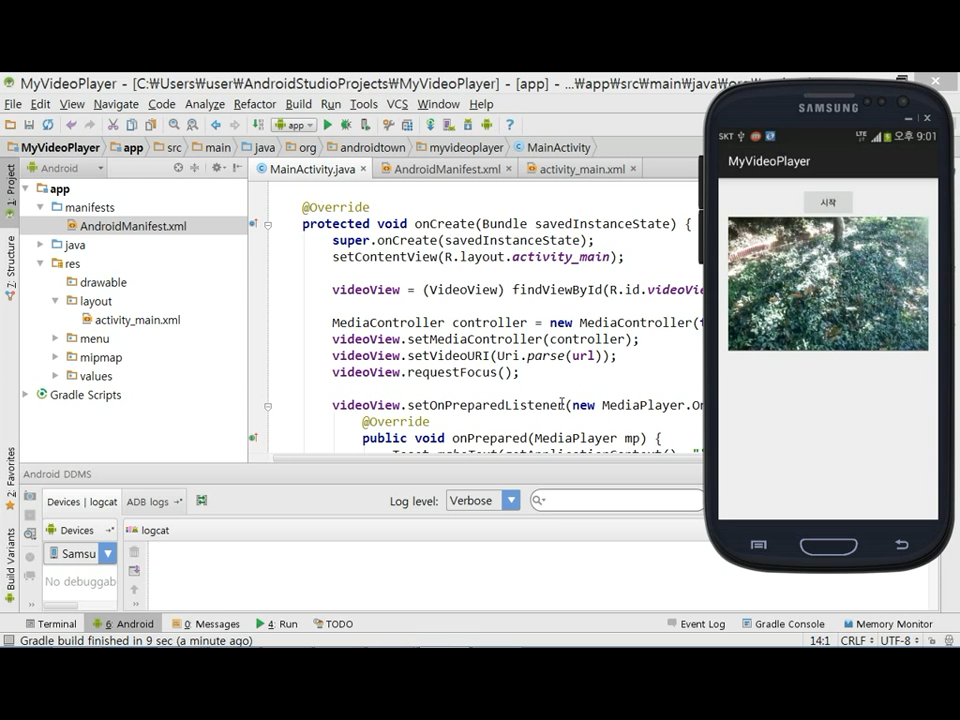 MyVideoPlayer - [C:₩Users₩user₩AndroidStudioProjects₩MyVideoPlayer] - [app] - ...₩app₩src₩main₩java₩
File Edit View Navigate Code Analyze Refactor Build Run Tools VCS Window Help
app
MyVideoPlayer app src main java org androidtown myvideoplayer MainActivity
Android
MainActivity.java AndroidManifest.xml activity_main.xml
1: Project
7: Structure
2: Favorites
Build Variants
app
manifests
AndroidManifest.xml
java
res
drawable
layout
activity_main.xml
menu
mipmap
values
Gradle Scripts
@Override
protected void onCreate(Bundle savedInstanceState) {
super.onCreate(savedInstanceState);
setContentView(R.layout.activity_main);
videoView = (VideoView) findViewById(R.id.videoVi
MediaController controller = new MediaController(
videoView.setMediaController(controller);
videoView.setVideoURI(Uri.parse(url));
videoView.requestFocus();
videoView.setOnPreparedListener(new MediaPlayer.On
@Override
public void onPrepared(MediaPlayer mp) {
Android DDMS
Devices | logcat ADB logs Log level: Verbose
Devices logcat
Samsu
No debuggab
Terminal 6: Android 0: Messages 4: Run TODO Event Log Gradle Console Memory Monitor
Gradle build finished in 9 sec (a minute ago) 14:1 CRLF UTF-8
SAMSUNG
SKT LTE 오후 9:01
MyVideoPlayer
시작